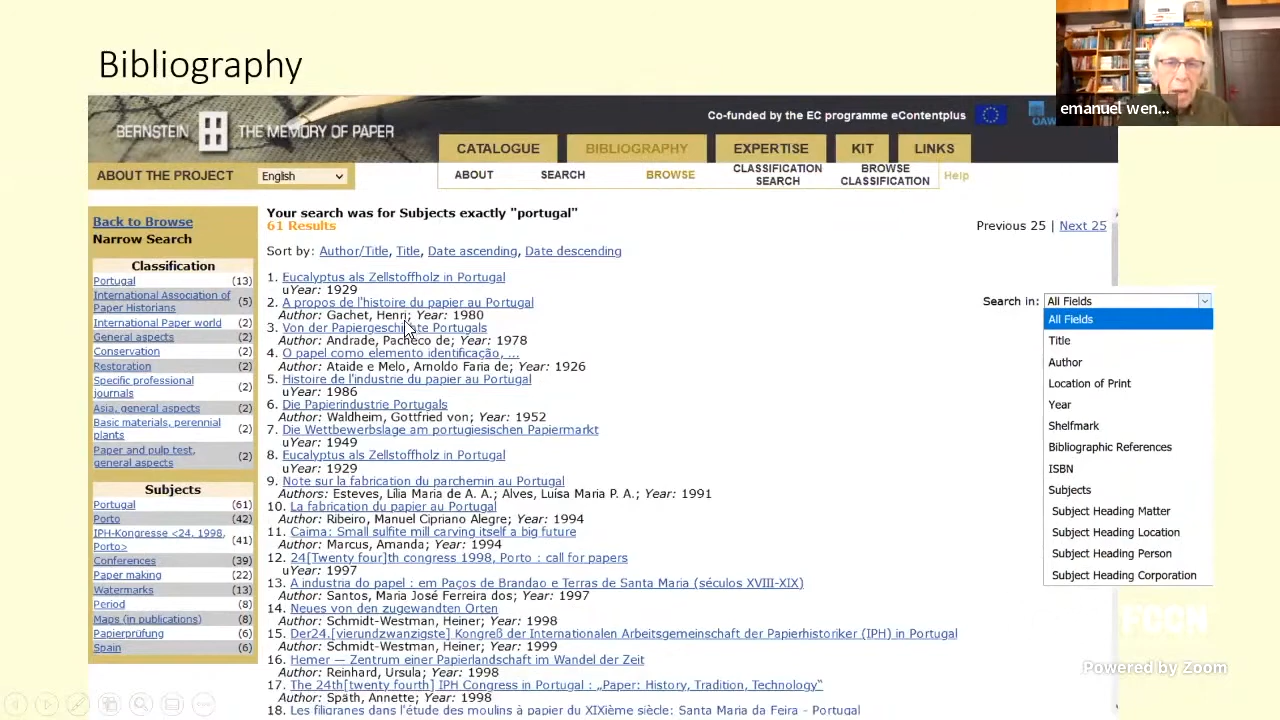 Bibliography
emanuel wen...
BERNSTEIN THE MEMORY OF PAPER
Co-funded by the EC programme eContentplus
OAW
CATALOGUE BIBLIOGRAPHY EXPERTISE KIT LINKS
ABOUT THE PROJECT English
ABOUT SEARCH BROWSE CLASSIFICATION SEARCH BROWSE CLASSIFICATION Help
Back to Browse
Narrow Search
Classification
Portugal (13)
International Association of
Paper Historians (5)
International Paper world (2)
General aspects (2)
Conservation (2)
Restoration (2)
Specific professional
journals (2)
Asia, general aspects (2)
Basic materials, perennial
plants (2)
Paper and pulp test,
general aspects (2)
Subjects
Portugal (61)
Porto (42)
IPH-Kongresse <24, 1998,
Porto> (41)
Conferences (39)
Paper making (22)
Watermarks (13)
Period (8)
Maps (in publications) (8)
Papierprüfung (6)
Spain (6)
Your search was for Subjects exactly "portugal"
61 Results
Previous 25 | Next 25
Sort by: Author/Title, Title, Date ascending, Date descending
1. Eucalyptus als Zellstoffholz in Portugal
uYear: 1929
2. A propos de l'histoire du papier au Portugal
Author: Gachet, Henri; Year: 1980
3. Von der Papiergeschichte Portugals
Author: Andrade, Pacheco de; Year: 1978
4. O papel como elemento identificação, ...
Author: Ataide e Melo, Arnoldo Faria de; Year: 1926
5. Histoire de l'industrie du papier au Portugal
uYear: 1986
6. Die Papierindustrie Portugals
Author: Waldheim, Gottfried von; Year: 1952
7. Die Wettbewerbslage am portugiesischen Papiermarkt
uYear: 1949
8. Eucalyptus als Zellstoffholz in Portugal
uYear: 1929
9. Note sur la fabrication du parchemin au Portugal
Authors: Esteves, Lília Maria de A. A.; Alves, Luísa Maria P. A.; Year: 1991
10. La fabrication du papier au Portugal
Author: Ribeiro, Manuel Cipriano Alegre; Year: 1994
11. Caima: Small sulfite mill carving itself a big future
Author: Marcus, Amanda; Year: 1994
12. 24[Twenty four]th congress 1998, Porto : call for papers
uYear: 1997
13. A industria do papel : em Paços de Brandao e Terras de Santa Maria (séculos XVIII-XIX)
Author: Santos, Maria José Ferreira dos; Year: 1997
14. Neues von den zugewandten Orten
Author: Schmidt-Westman, Heiner; Year: 1998
15. Der24.[vierundzwanzigste] Kongreß der Internationalen Arbeitsgemeinschaft der Papierhistoriker (IPH) in Portugal
Author: Schmidt-Westman, Heiner; Year: 1999
16. Hemer — Zentrum einer Papierlandschaft im Wandel der Zeit
Author: Reinhard, Ursula; Year: 1998
17. The 24th[twenty fourth] IPH Congress in Portugal : „Paper: History, Tradition, Technology“
Author: Späth, Annette; Year: 1998
18. Les filigranes dans l'étude des moulins à papier du XIXième siècle: Santa Maria da Feira - Portugal
Search in: All Fields
All Fields
Title
Author
Location of Print
Year
Shelfmark
Bibliographic References
ISBN
Subjects
Subject Heading Matter
Subject Heading Location
Subject Heading Person
Subject Heading Corporation
FCCN
Powered by Zoom